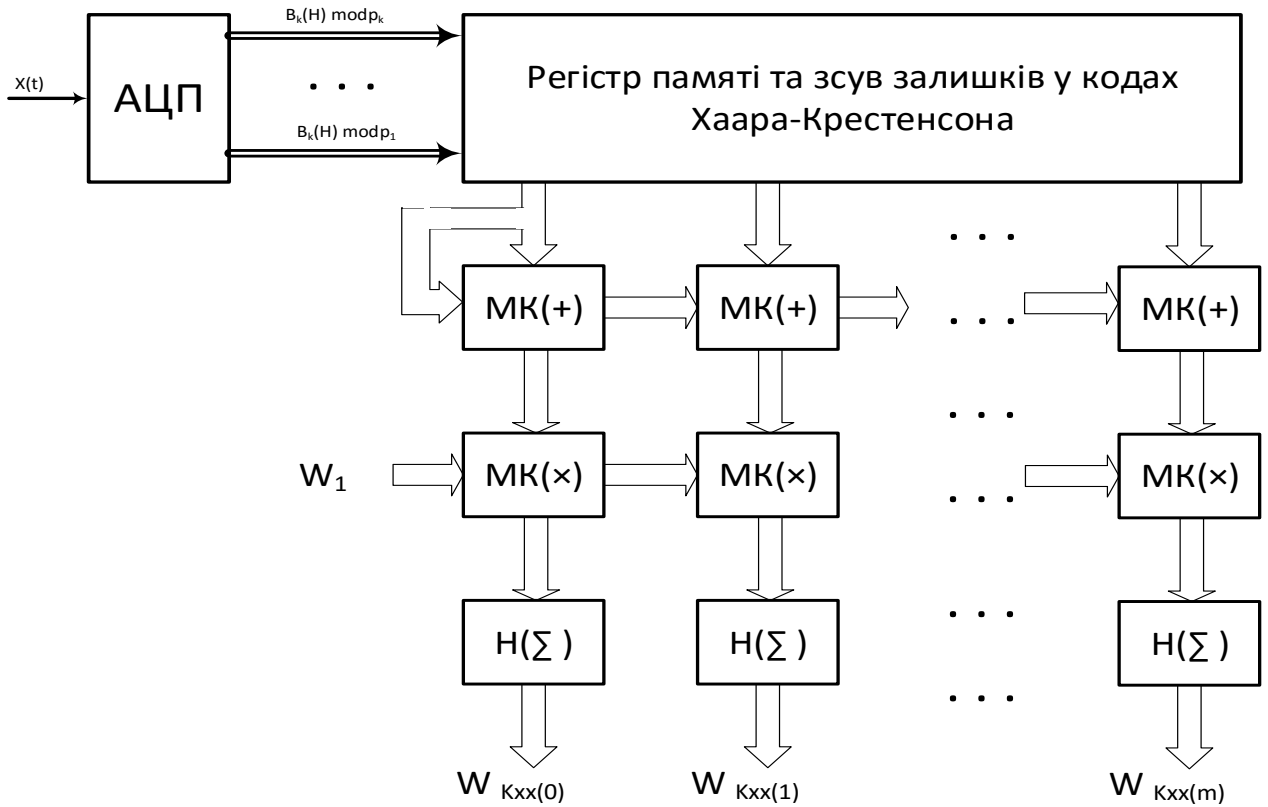 Bₖ(H) modpₖ
X(t)
АЦП
. . .
Bₖ(H) modp₁
Регістр памяті та зсув залишків у кодах
Хаара-Крестенсона
. . .
МК(+)
МК(+)
МК(+)
. . .
. . .
W₁
МК(×)
МК(×)
МК(×)
. . .
. . .
Н(∑ )
Н(∑ )
Н(∑ )
. . .
W Kxx(0)
W Kxx(1)
W Kxx(m)